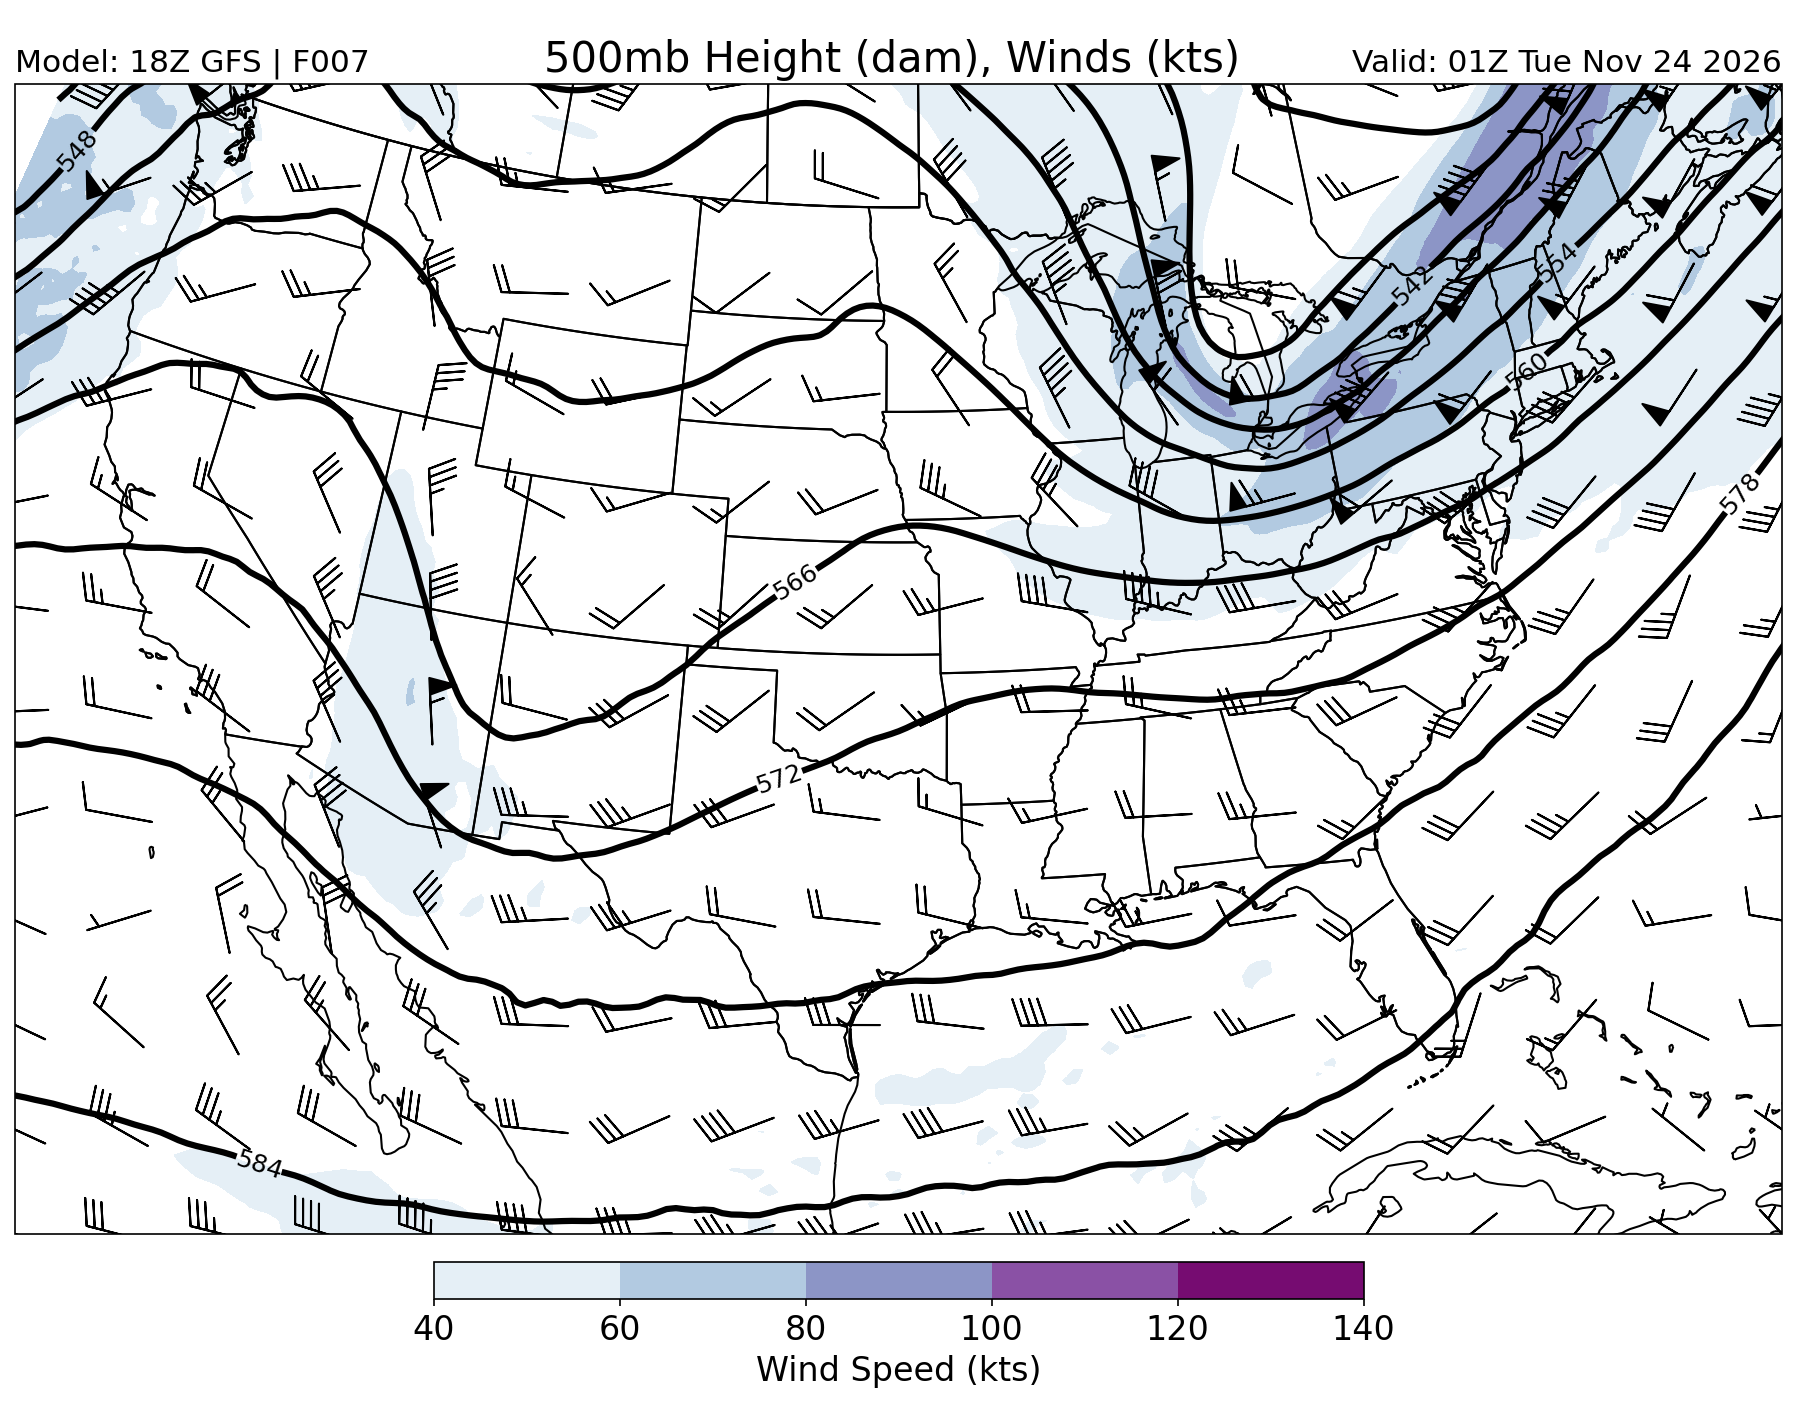 Model: 18Z GFS | F007
500mb Height (dam), Winds (kts)
Valid: 01Z Tue Nov 24 2026
548
542
554
560
578
566
572
584
40 60 80 100 120 140
Wind Speed (kts)